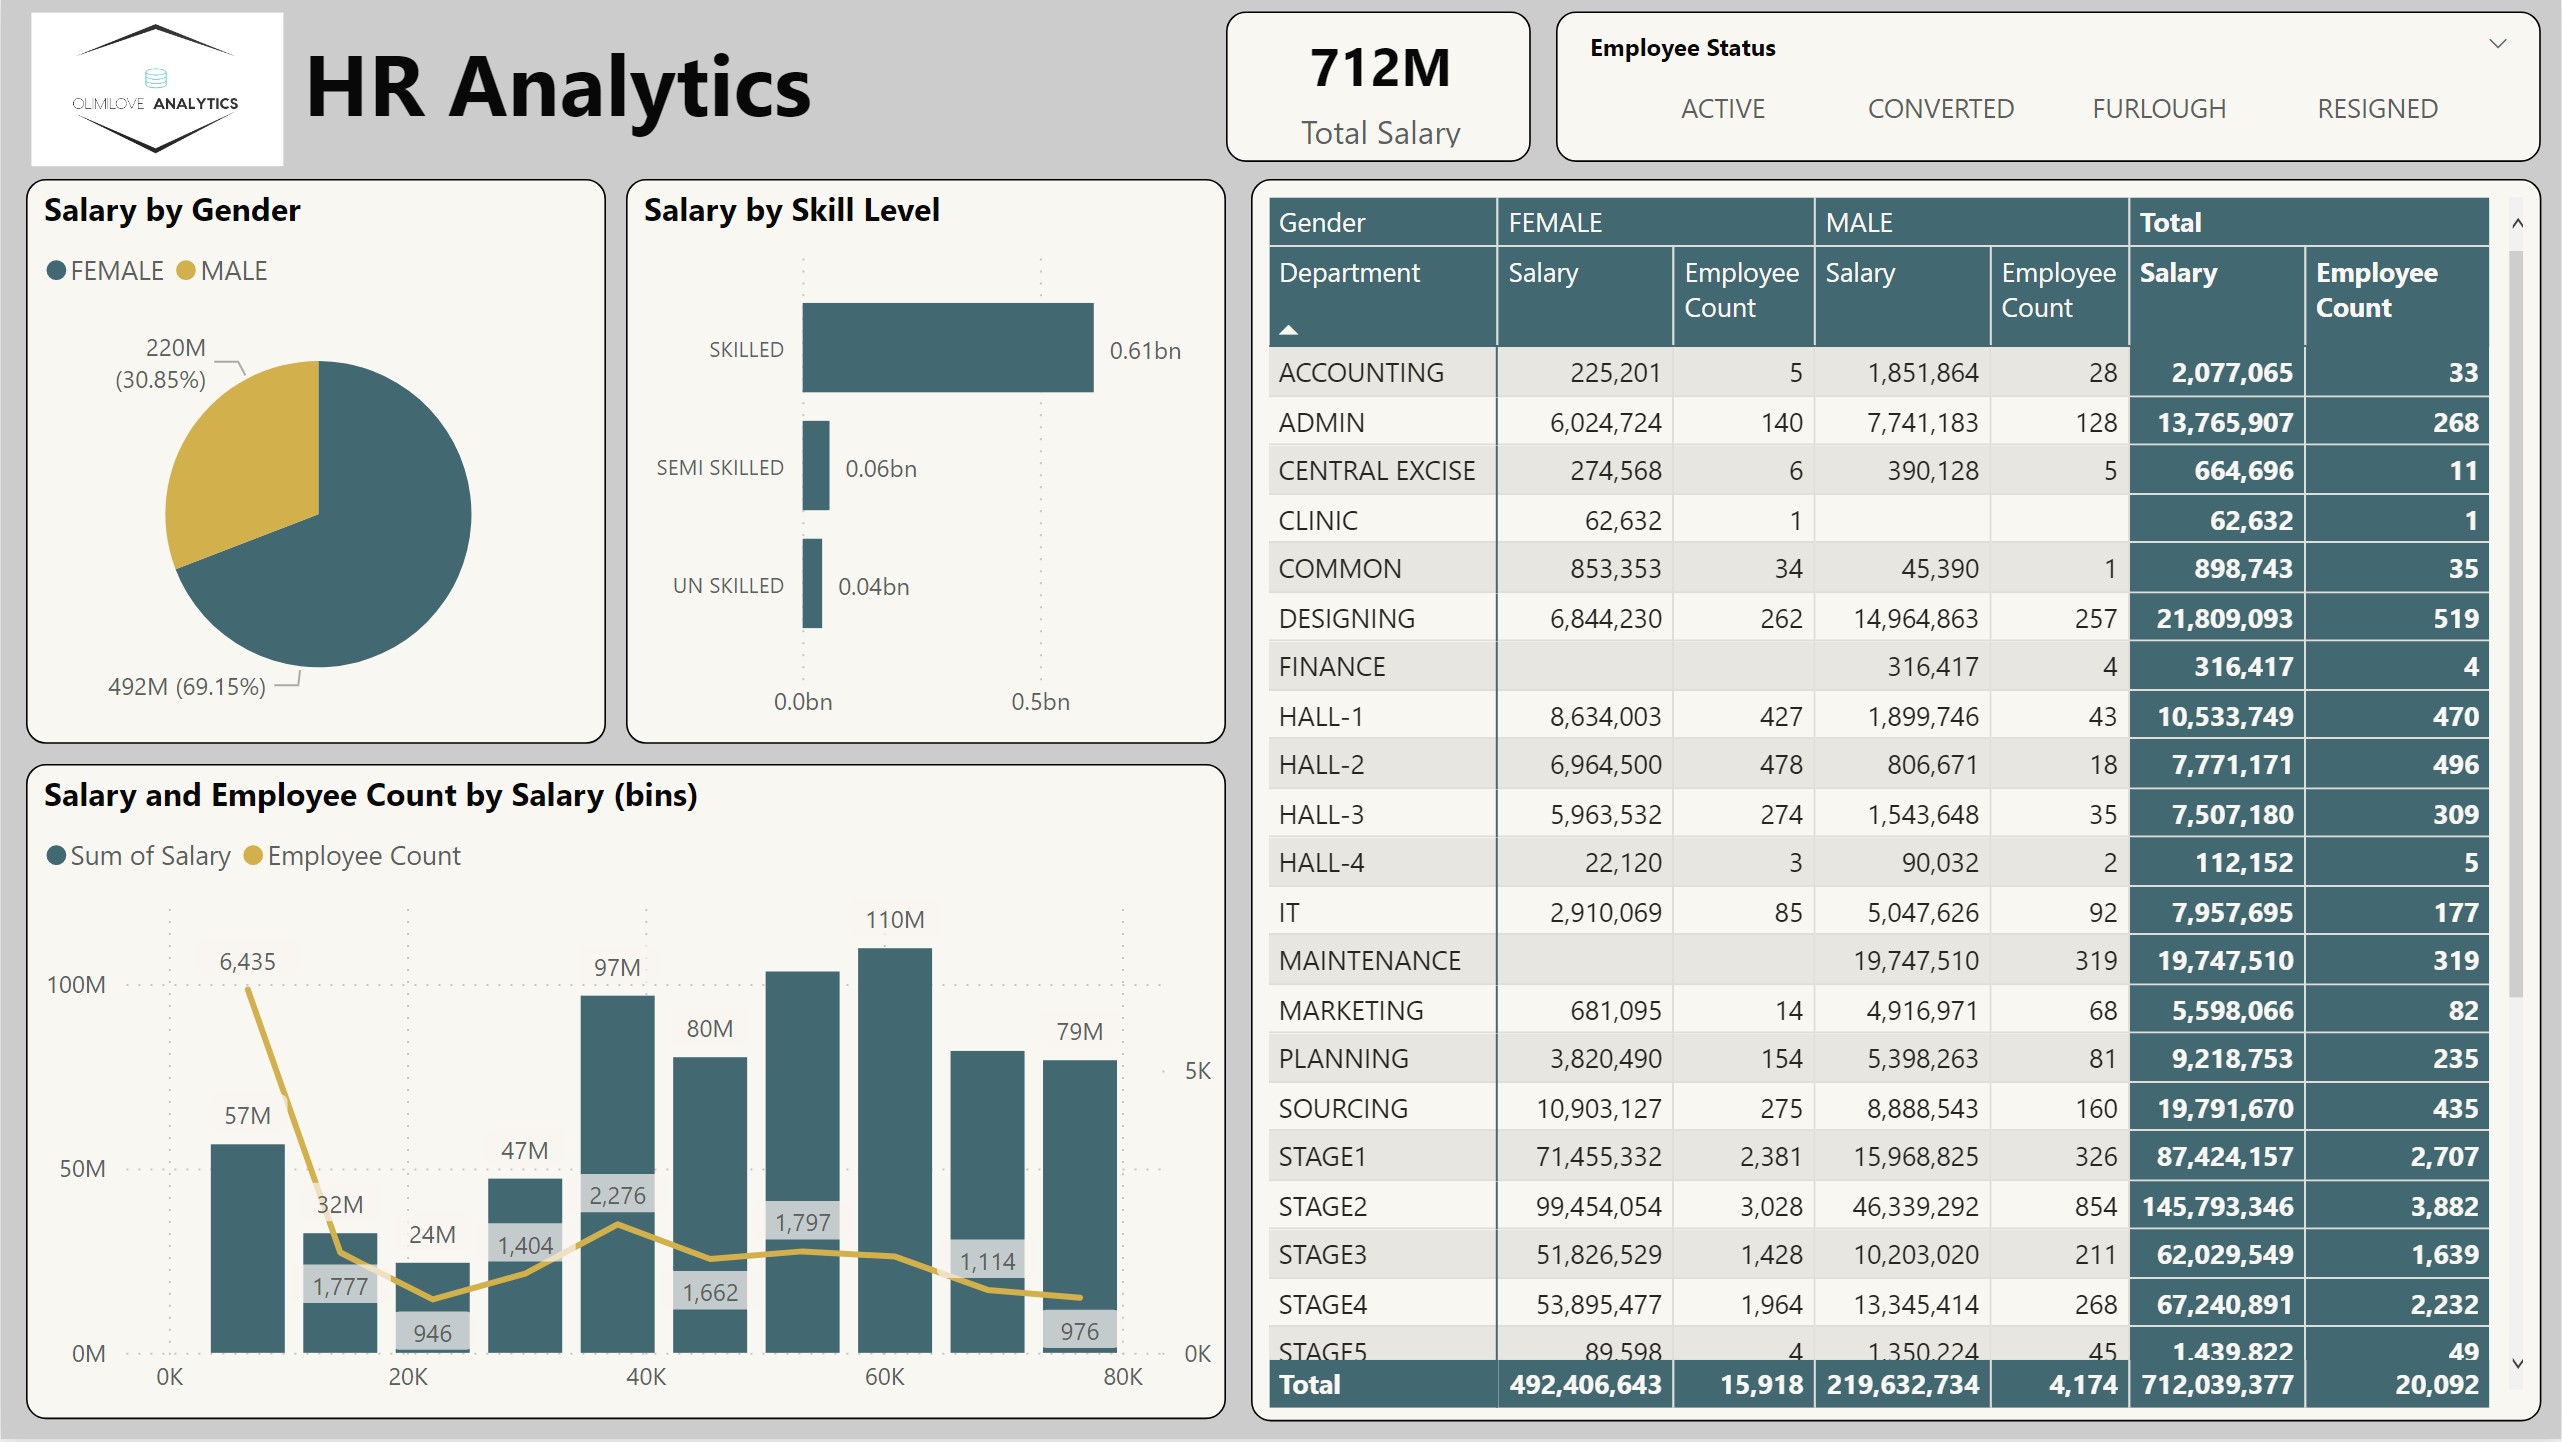 OLIMILOVE ANALYTICS
HR Analytics
712M
Total Salary
Employee Status
ACTIVE CONVERTED FURLOUGH RESIGNED
Salary by Gender
FEMALE MALE
220M
(30.85%)
492M (69.15%)
Salary by Skill Level
SKILLED 0.61bn
SEMI SKILLED 0.06bn
UN SKILLED 0.04bn
0.0bn 0.5bn
Salary and Employee Count by Salary (bins)
Sum of Salary Employee Count
110M
6,435 97M
100M
80M 79M
5K
57M
47M
50M
2,276
32M
1,797
24M
1,404
1,114
1,777
1,662
946 976
0M 0K
0K 20K 40K 60K 80K
Gender FEMALE MALE Total
Department Salary Employee Count Salary Employee Count Salary Employee Count
ACCOUNTING 225,201 5 1,851,864 28 2,077,065 33
ADMIN 6,024,724 140 7,741,183 128 13,765,907 268
CENTRAL EXCISE 274,568 6 390,128 5 664,696 11
CLINIC 62,632 1 62,632 1
COMMON 853,353 34 45,390 1 898,743 35
DESIGNING 6,844,230 262 14,964,863 257 21,809,093 519
FINANCE 316,417 4 316,417 4
HALL-1 8,634,003 427 1,899,746 43 10,533,749 470
HALL-2 6,964,500 478 806,671 18 7,771,171 496
HALL-3 5,963,532 274 1,543,648 35 7,507,180 309
HALL-4 22,120 3 90,032 2 112,152 5
IT 2,910,069 85 5,047,626 92 7,957,695 177
MAINTENANCE 19,747,510 319 19,747,510 319
MARKETING 681,095 14 4,916,971 68 5,598,066 82
PLANNING 3,820,490 154 5,398,263 81 9,218,753 235
SOURCING 10,903,127 275 8,888,543 160 19,791,670 435
STAGE1 71,455,332 2,381 15,968,825 326 87,424,157 2,707
STAGE2 99,454,054 3,028 46,339,292 854 145,793,346 3,882
STAGE3 51,826,529 1,428 10,203,020 211 62,029,549 1,639
STAGE4 53,895,477 1,964 13,345,414 268 67,240,891 2,232
STAGE5 89,598 4 1,350,224 45 1,439,822 49
Total 492,406,643 15,918 219,632,734 4,174 712,039,377 20,092